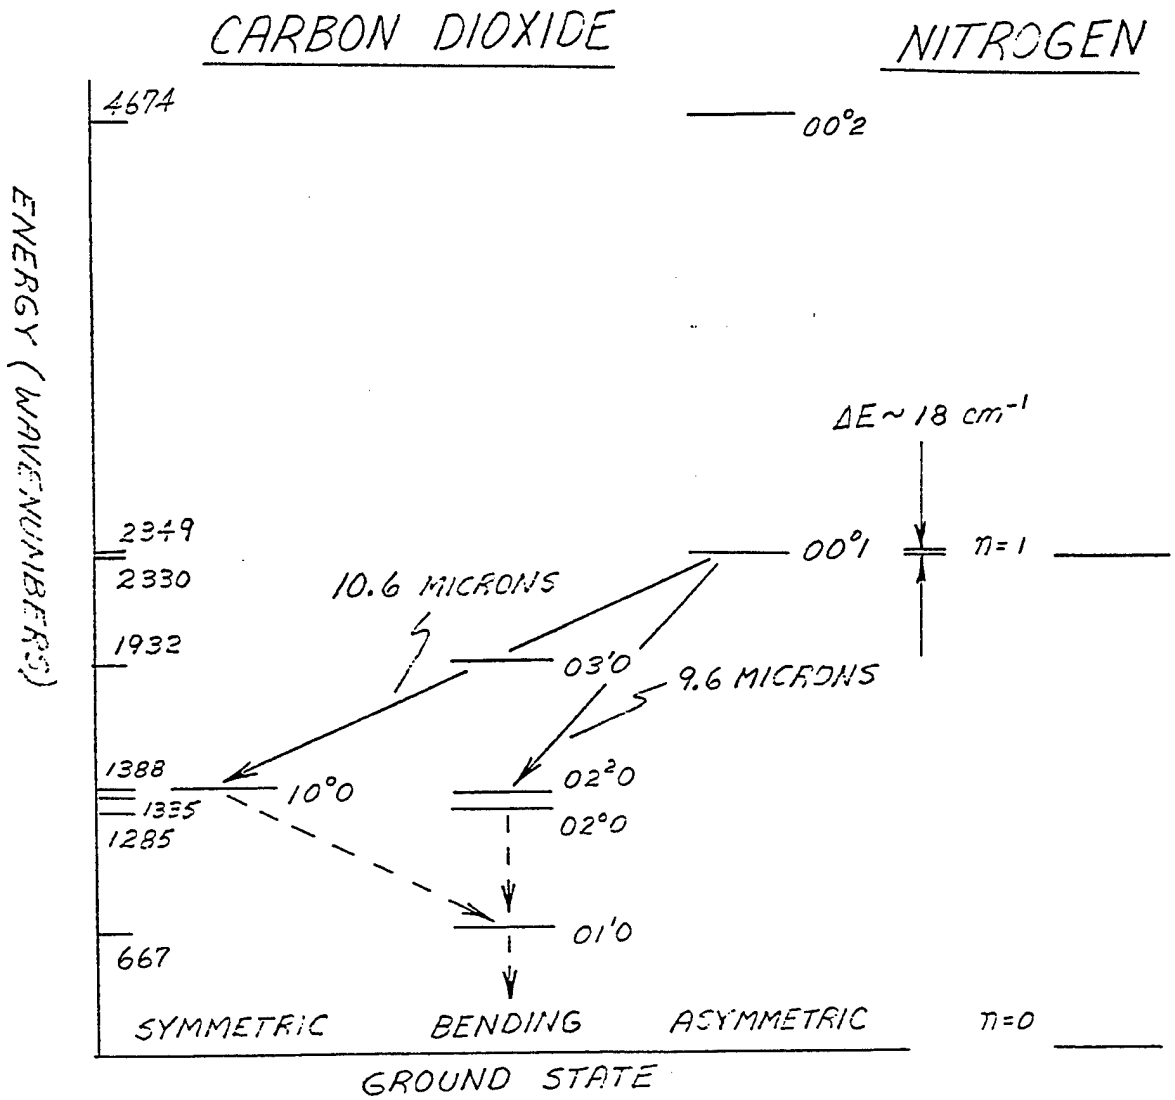 CARBON DIOXIDE
NITROGEN
4674
00°2
ENERGY (WAVENUMBERS)
ΔE~18 cm⁻¹
2349
00°1
n=1
2330
10.6 MICRONS
1932
03'0
9.6 MICRONS
1388
10°0
02²0
1335
02°0
1285
01'0
667
SYMMETRIC
BENDING
ASYMMETRIC
n=0
GROUND STATE